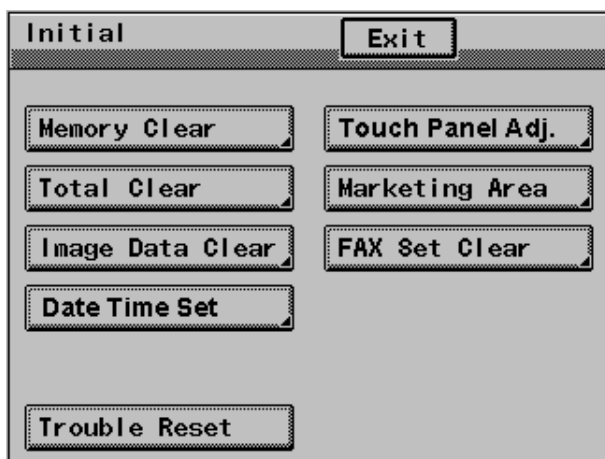 Initial
Exit
Memory Clear
Touch Panel Adj.
Total Clear
Marketing Area
Image Data Clear
FAX Set Clear
Date Time Set
Trouble Reset